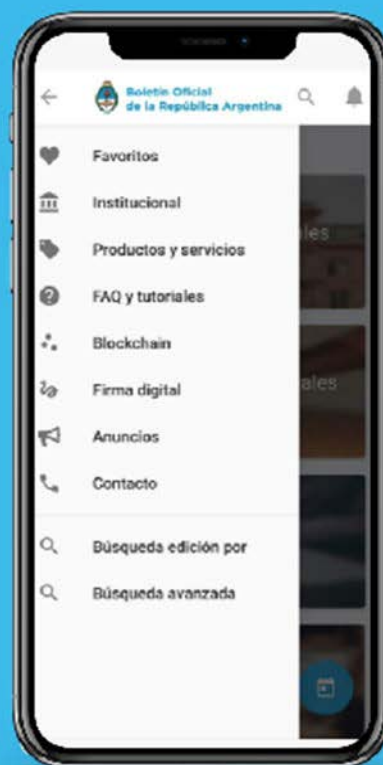 Boletín Oficial
de la República Argentina
Favoritos
Institucional
Productos y servicios
FAQ y tutoriales
Blockchain
Firma digital
Anuncios
Contacto
Búsqueda edición por
Búsqueda avanzada